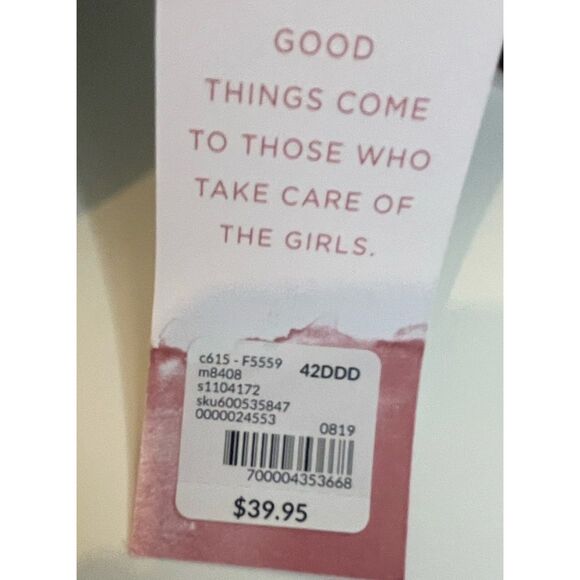 GOOD
THINGS COME
TO THOSE WHO
TAKE CARE OF
THE GIRLS.
c615 - F5559 42DDD
m8408
s1104172
sku600535847
0000024553
0819
700004353668
$39.95